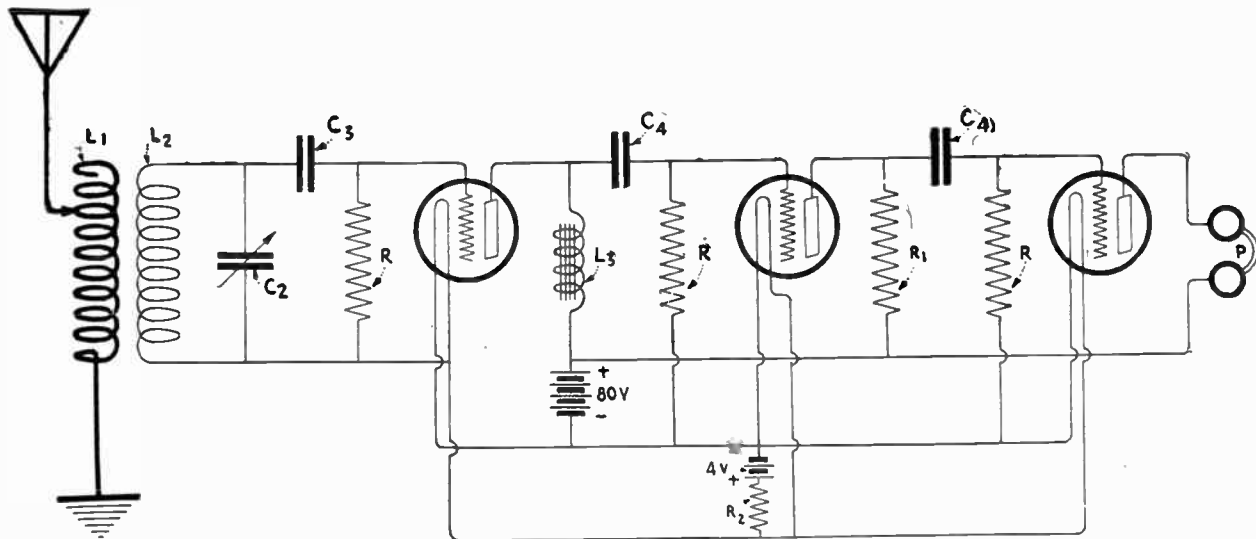 L1
L2
C3
C2
R
C4
L3
R
+
80V
-
C4)
R1
R
P
4V
+
R2